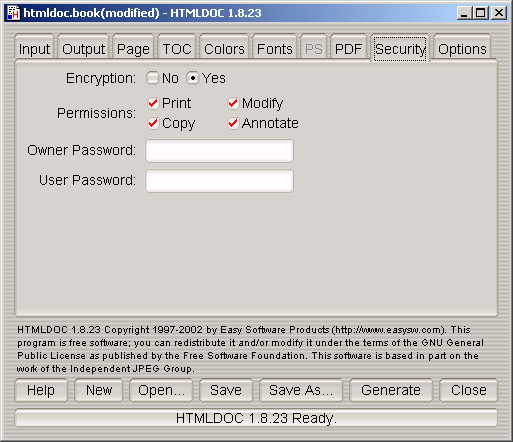 htmldoc.book(modified) - HTMLDOC 1.8.23
Input Output Page TOC Colors Fonts PS PDF Security Options
Encryption: No Yes
Permissions: Print Modify
Copy Annotate
Owner Password:
User Password:
HTMLDOC 1.8.23 Copyright 1997-2002 by Easy Software Products (http://www.easysw.com). This
program is free software; you can redistribute it and/or modify it under the terms of the GNU General
Public License as published by the Free Software Foundation. This software is based in part on the
work of the Independent JPEG Group.
Help New Open... Save Save As... Generate Close
HTMLDOC 1.8.23 Ready.